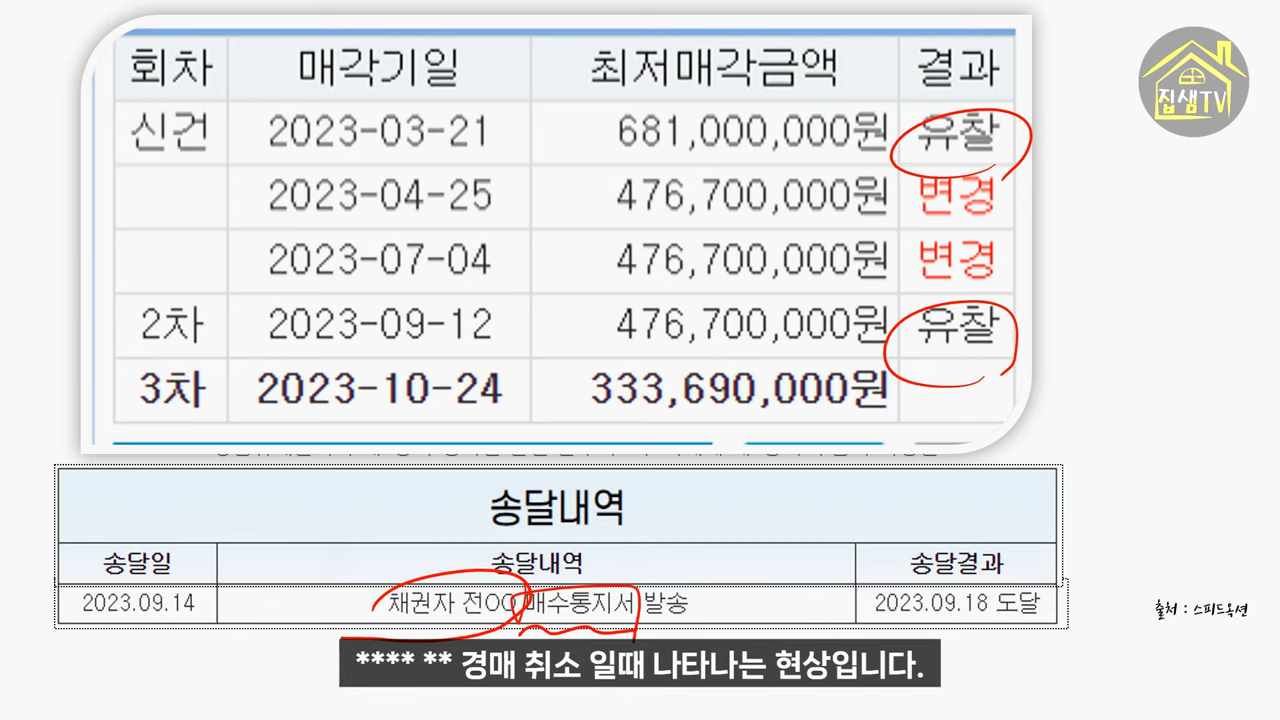 집샘TV
회차 매각기일 최저매각금액 결과
신건 2023-03-21 681,000,000원 유찰
2023-04-25 476,700,000원 변경
2023-07-04 476,700,000원 변경
2차 2023-09-12 476,700,000원 유찰
3차 2023-10-24 333,690,000원
송달내역
송달일 송달내역 송달결과
2023.09.14 채권자 전OO 매수통지서 발송 2023.09.18 도달
출처 : 스피드옥션
**** ** 경매 취소 일때 나타나는 현상입니다.